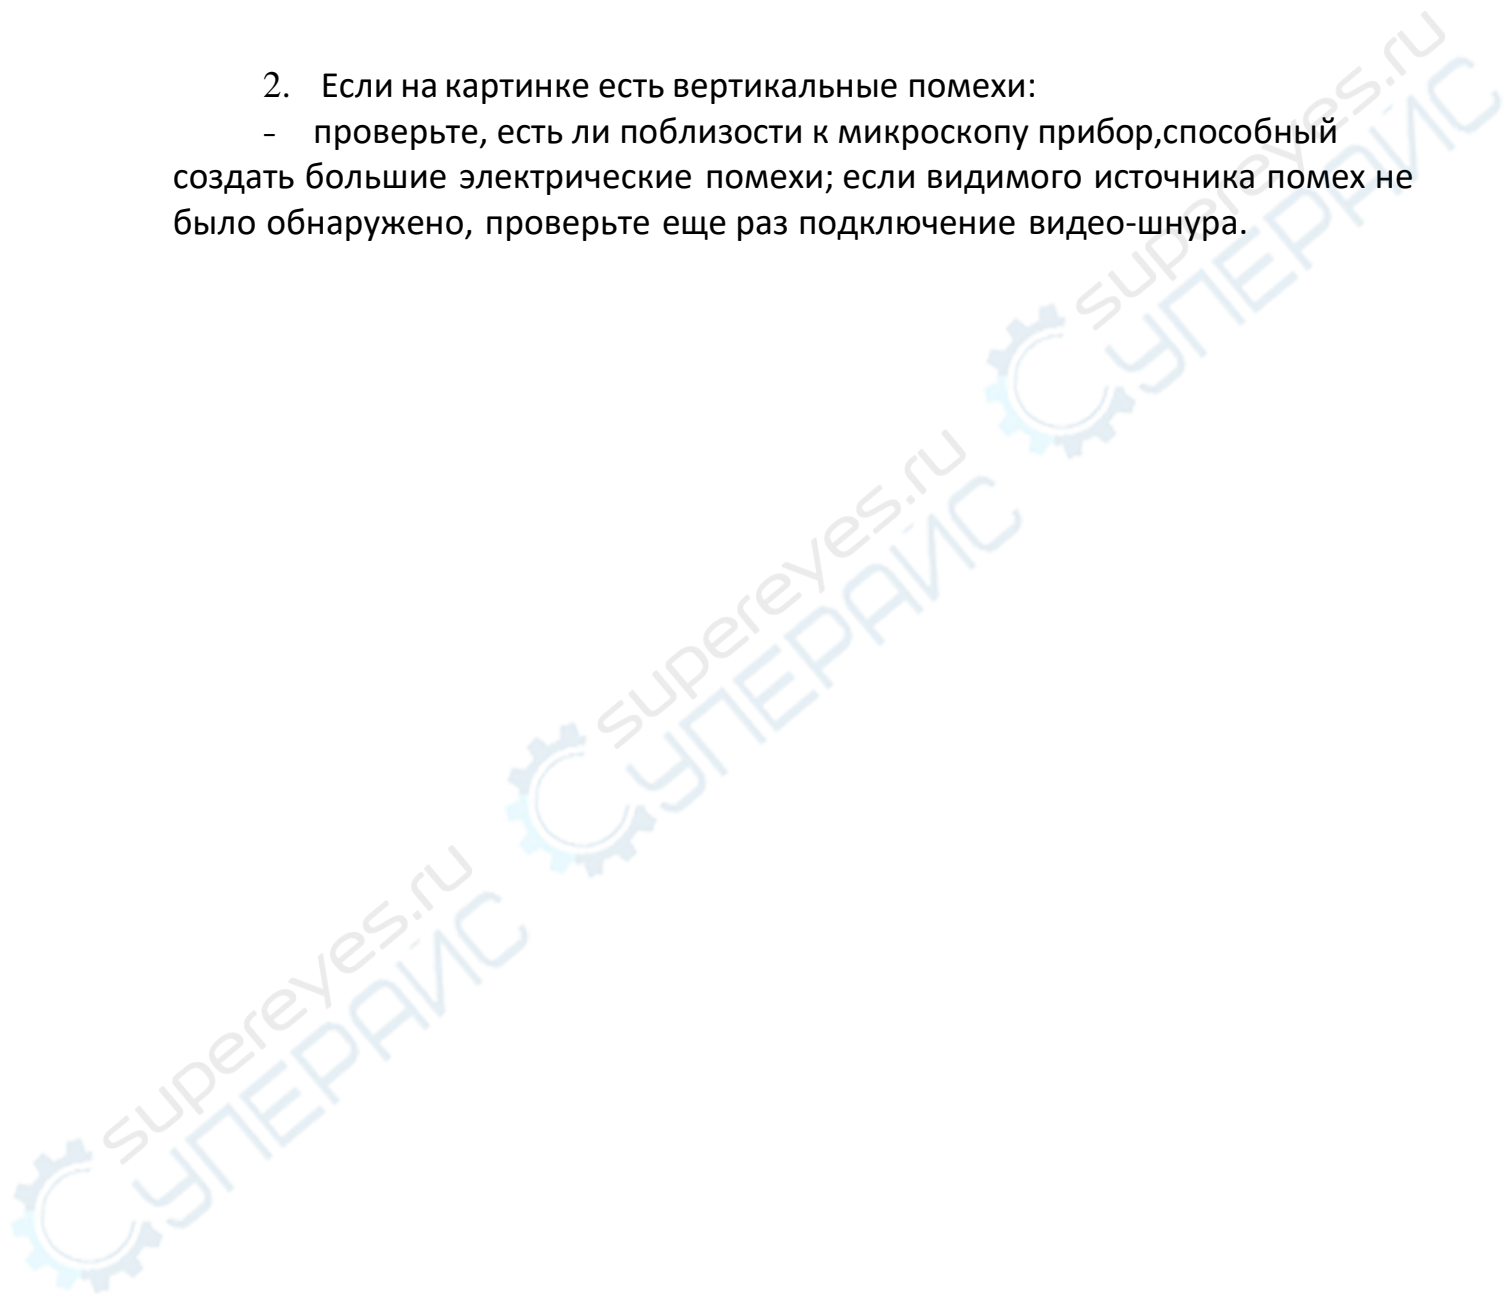 2. Если на картинке есть вертикальные помехи:
- проверьте, есть ли поблизости к микроскопу прибор,способный
создать большие электрические помехи; если видимого источника помех не
было обнаружено, проверьте еще раз подключение видео-шнура.
supereyes.ru
СУПЕРАЙС
supereyes.ru
СУПЕРАЙС
supereyes.ru
СУПЕРАЙС